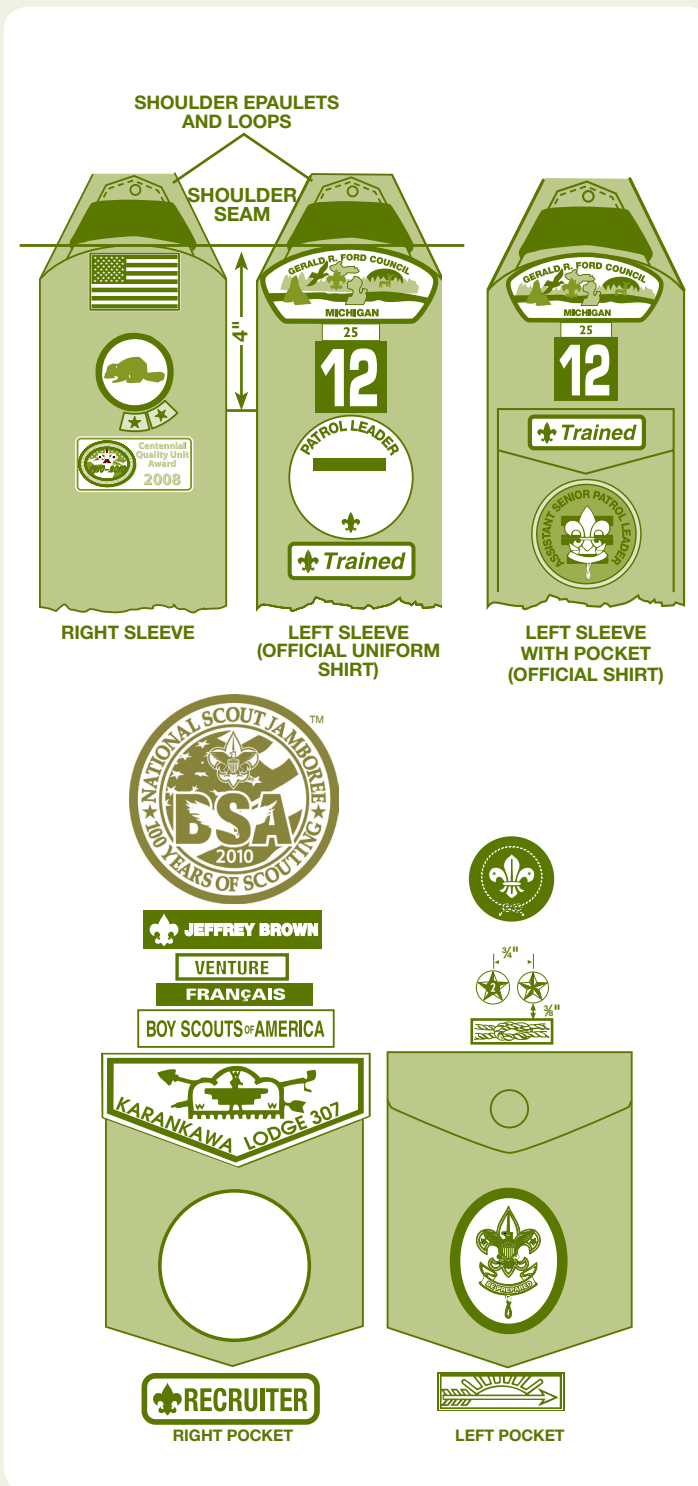 SHOULDER EPAULETS
AND LOOPS
SHOULDER
SEAM
4"
GERALD R. FORD COUNCIL
MICHIGAN
25
12
PATROL LEADER
Trained
Centennial
Quality Unit
Award
2008
GERALD R. FORD COUNCIL
MICHIGAN
25
12
Trained
ASSISTANT SENIOR PATROL LEADER
RIGHT SLEEVE
LEFT SLEEVE
(OFFICIAL UNIFORM
SHIRT)
LEFT SLEEVE
WITH POCKET
(OFFICIAL SHIRT)
NATIONAL SCOUT JAMBOREE
TM
BSA
2010
100 YEARS OF SCOUTING
JEFFREY BROWN
VENTURE
FRANçAIS
BOY SCOUTS OF AMERICA
KARANKAWA LODGE 307
W W
RECRUITER
RIGHT POCKET
¾"
2
⅜"
BE PREPARED
LEFT POCKET